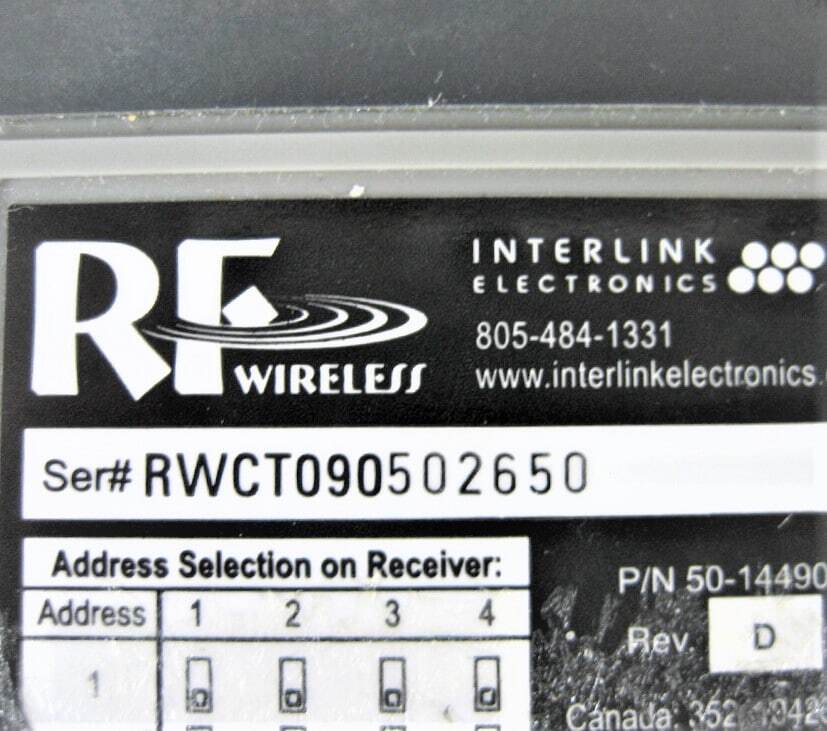 RF
WIRELESS
INTERLINK
ELECTRONICS
805-484-1331
www.interlinkelectronics.
Ser# RWCT090502650
Address Selection on Receiver:
Address 1 2 3 4
1
P/N 50-14490
Rev. D
Canada: 352